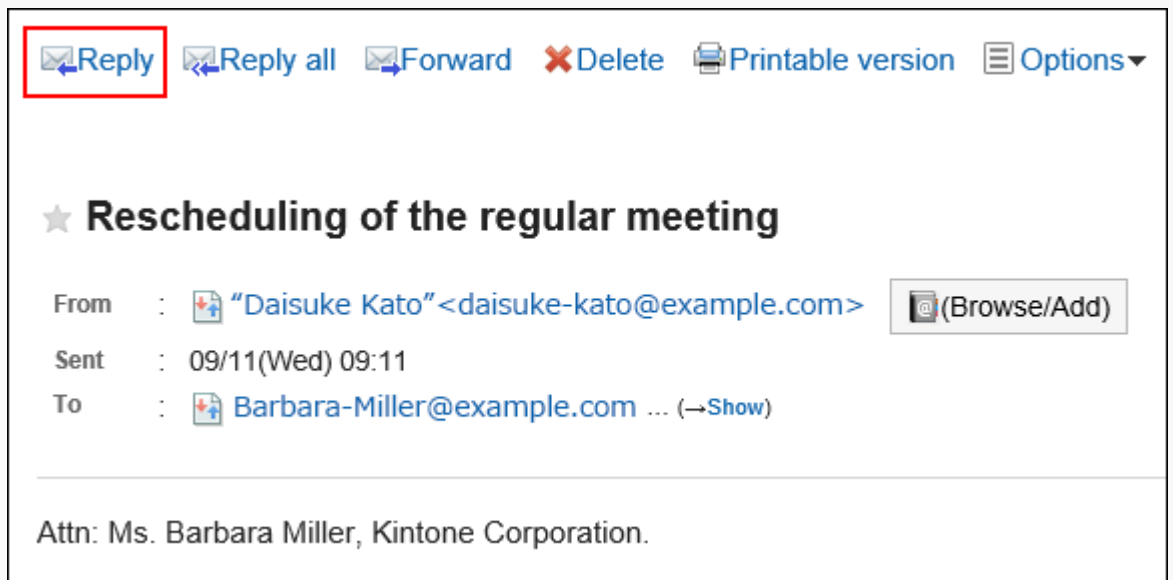 Reply Reply all Forward Delete Printable version Options
Rescheduling of the regular meeting
From : “Daisuke Kato”<daisuke-kato@example.com> @ (Browse/Add)
Sent : 09/11(Wed) 09:11
To : Barbara-Miller@example.com ... (→Show)
Attn: Ms. Barbara Miller, Kintone Corporation.